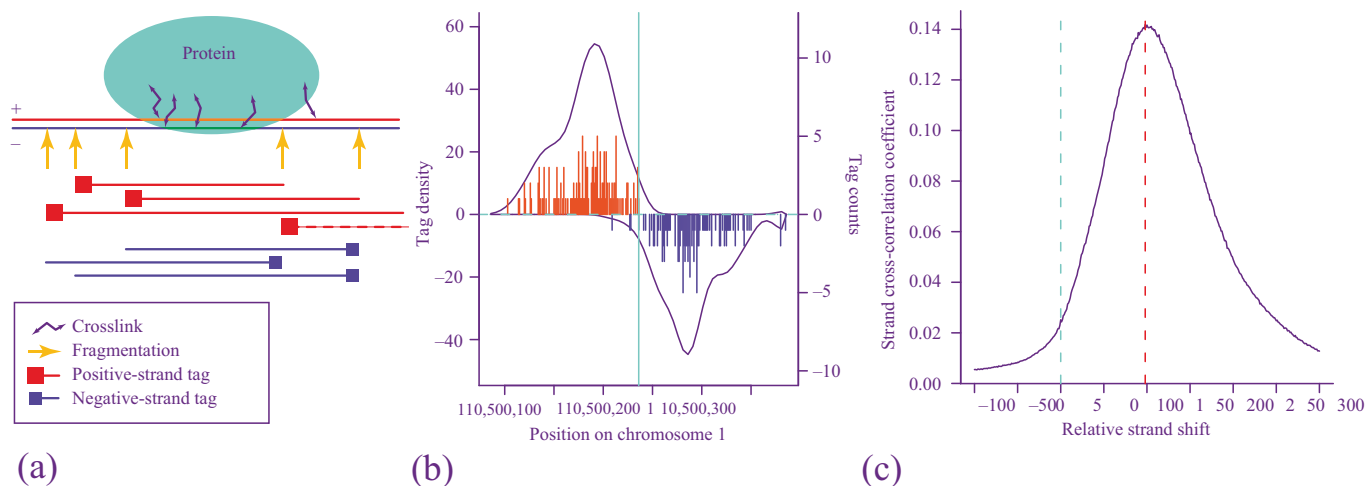 Protein
+
−
Crosslink
Fragmentation
Positive-strand tag
Negative-strand tag
(a)
60
40
20
0
−20
−40
Tag density
10
5
0
−5
−10
Tag counts
110,500,100 110,500,200 1 10,500,300
Position on chromosome 1
(b)
0.14
0.12
0.10
0.08
0.06
0.04
0.02
0.00
Strand cross-correlation coefficient
−100 −500 5 0 100 1 50 200 2 50 300
Relative strand shift
(c)